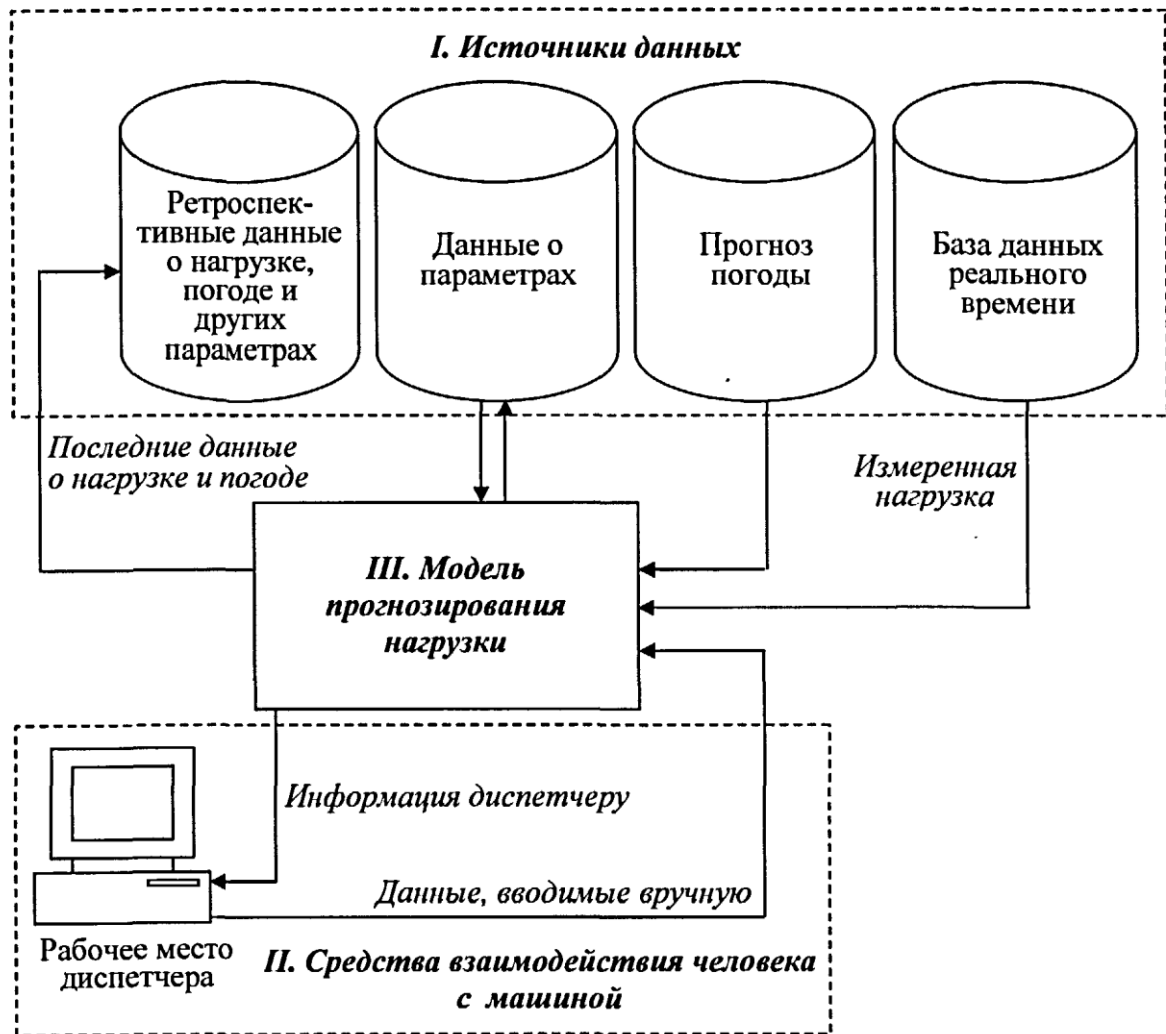 I. Источники данных
Ретроспек-
тивные данные
о нагрузке,
погоде и
других
параметрах
Данные о
параметрах
Прогноз
погоды
База данных
реального
времени
Последние данные
о нагрузке и погоде
Измеренная
нагрузка
III. Модель
прогнозирования
нагрузки
Информация диспетчеру
Данные, вводимые вручную
Рабочее место
диспетчера
II. Средства взаимодействия человека
с машиной